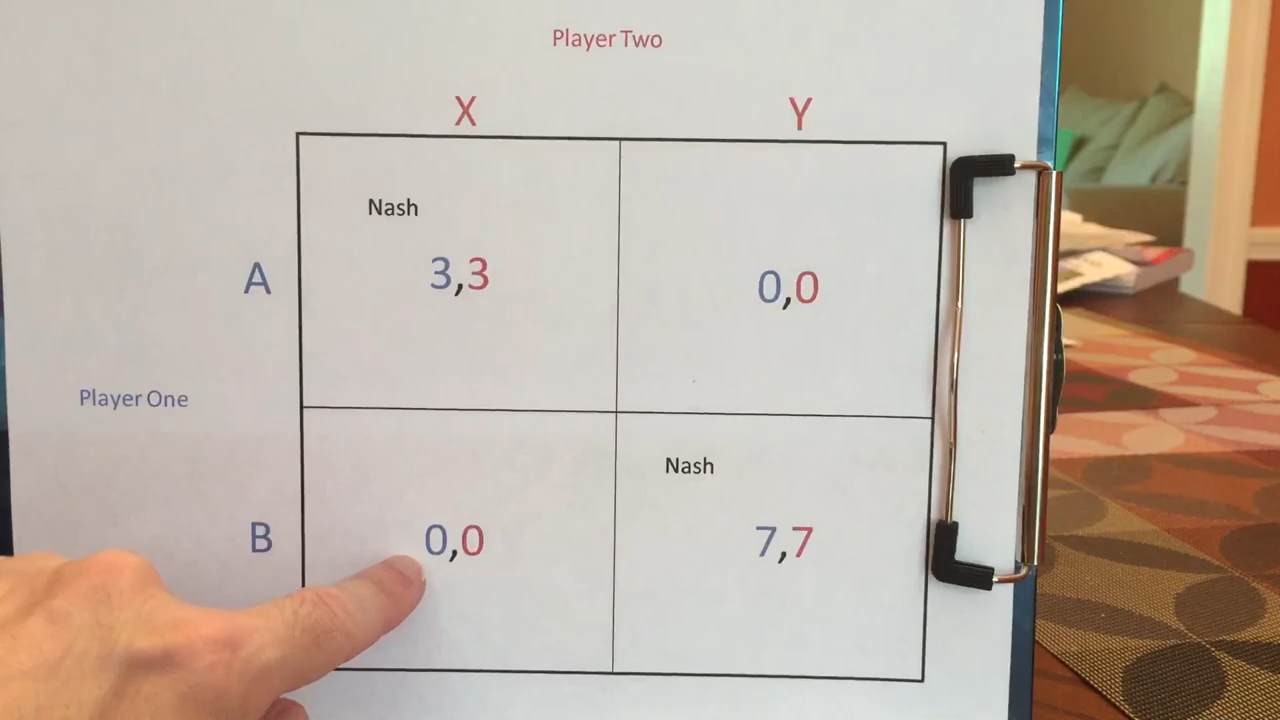 Player Two
X Y
Nash
A 3,3 0,0
Player One
Nash
B 0,0 7,7